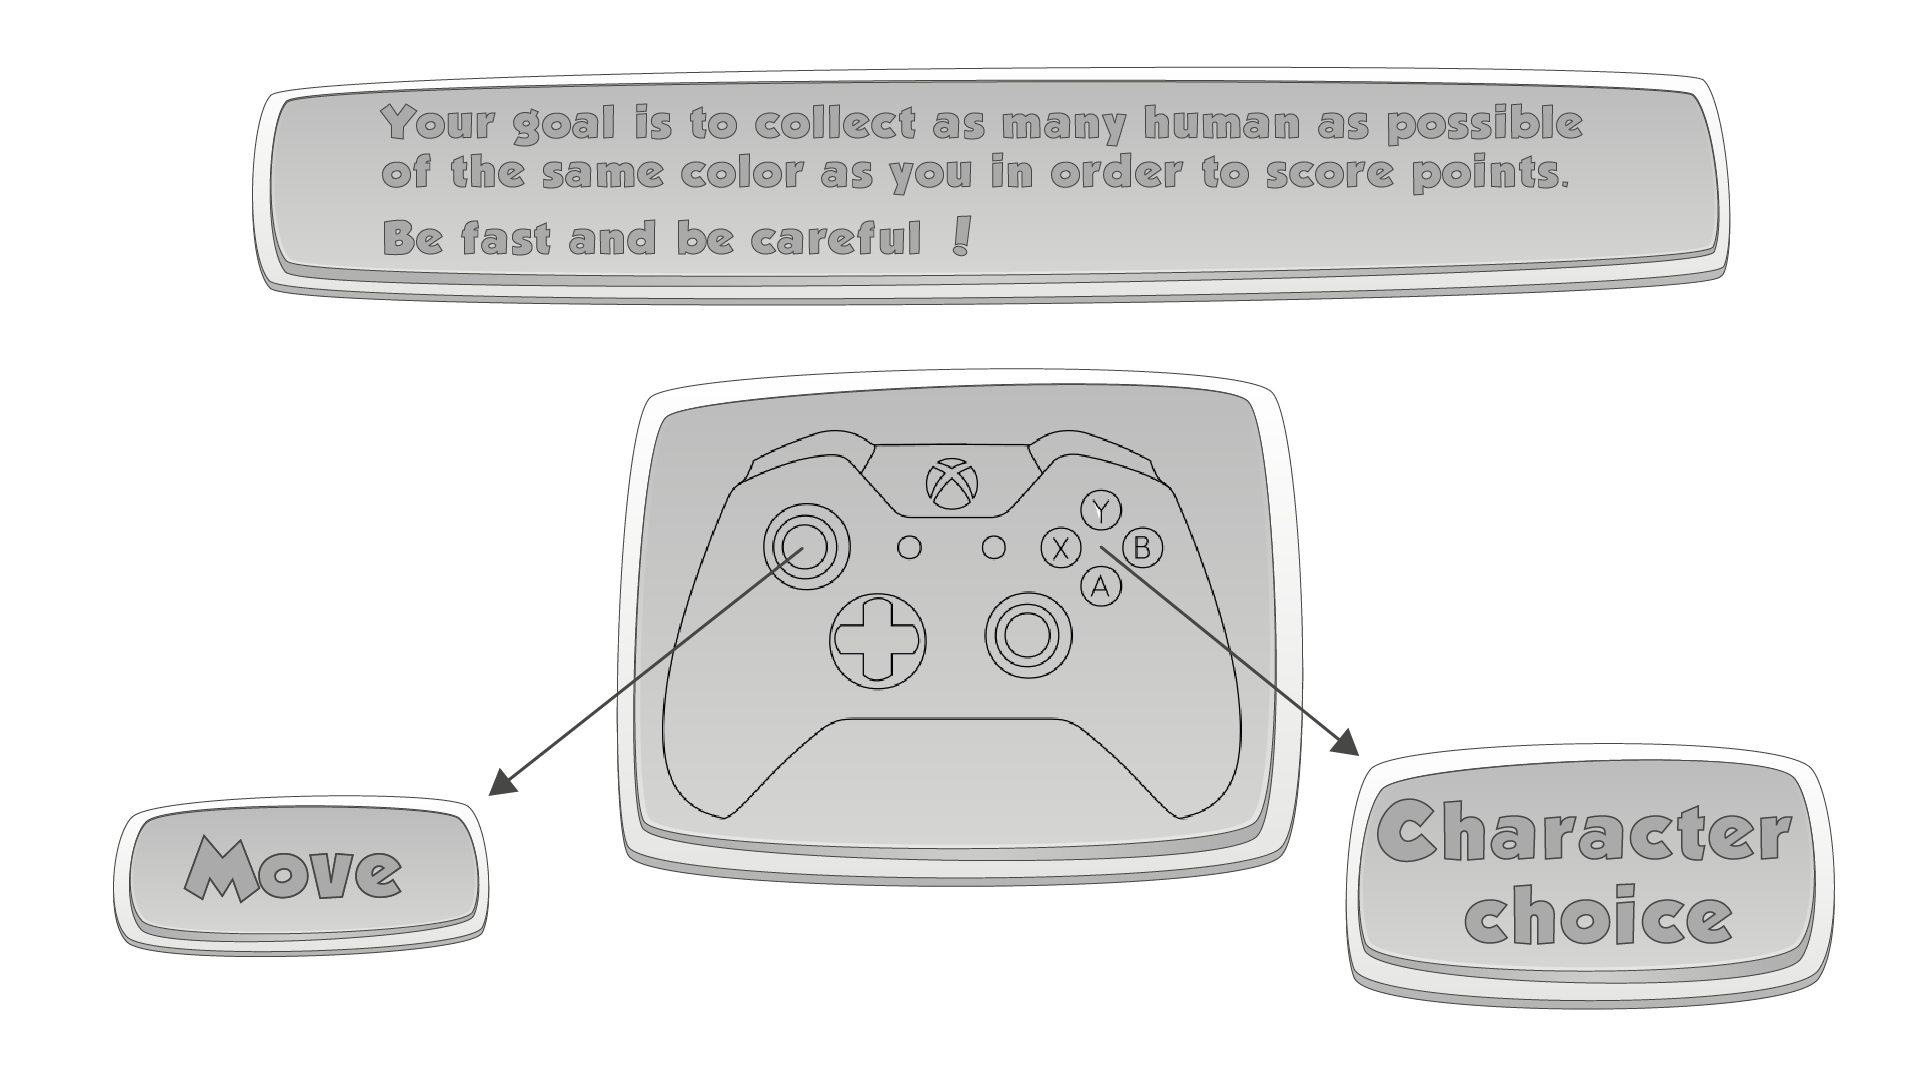 Your goal is to collect as many human as possible
of the same color as you in order to score points.
Be fast and be careful !
Y
X B
A
Move
Character
choice